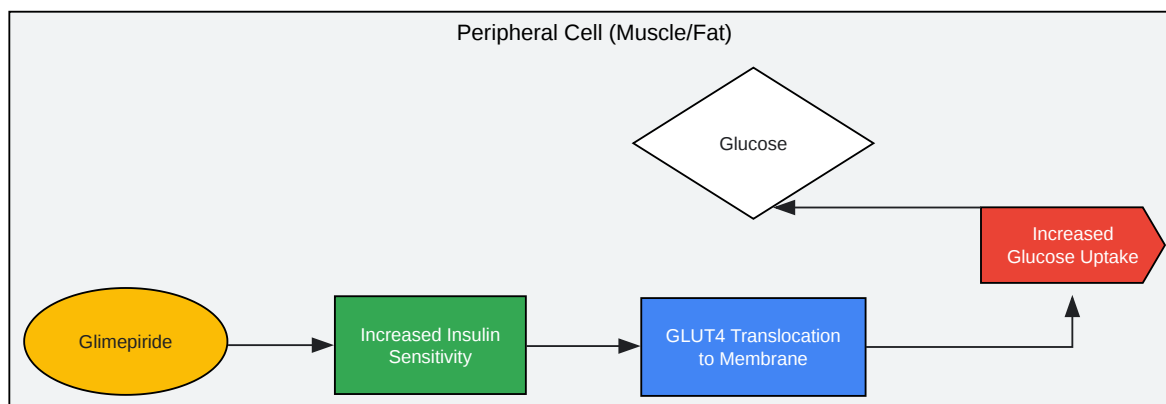 Peripheral Cell (Muscle/Fat)
Glucose
Increased
Glucose Uptake
Glimepiride
Increased Insulin
Sensitivity
GLUT4 Translocation
to Membrane